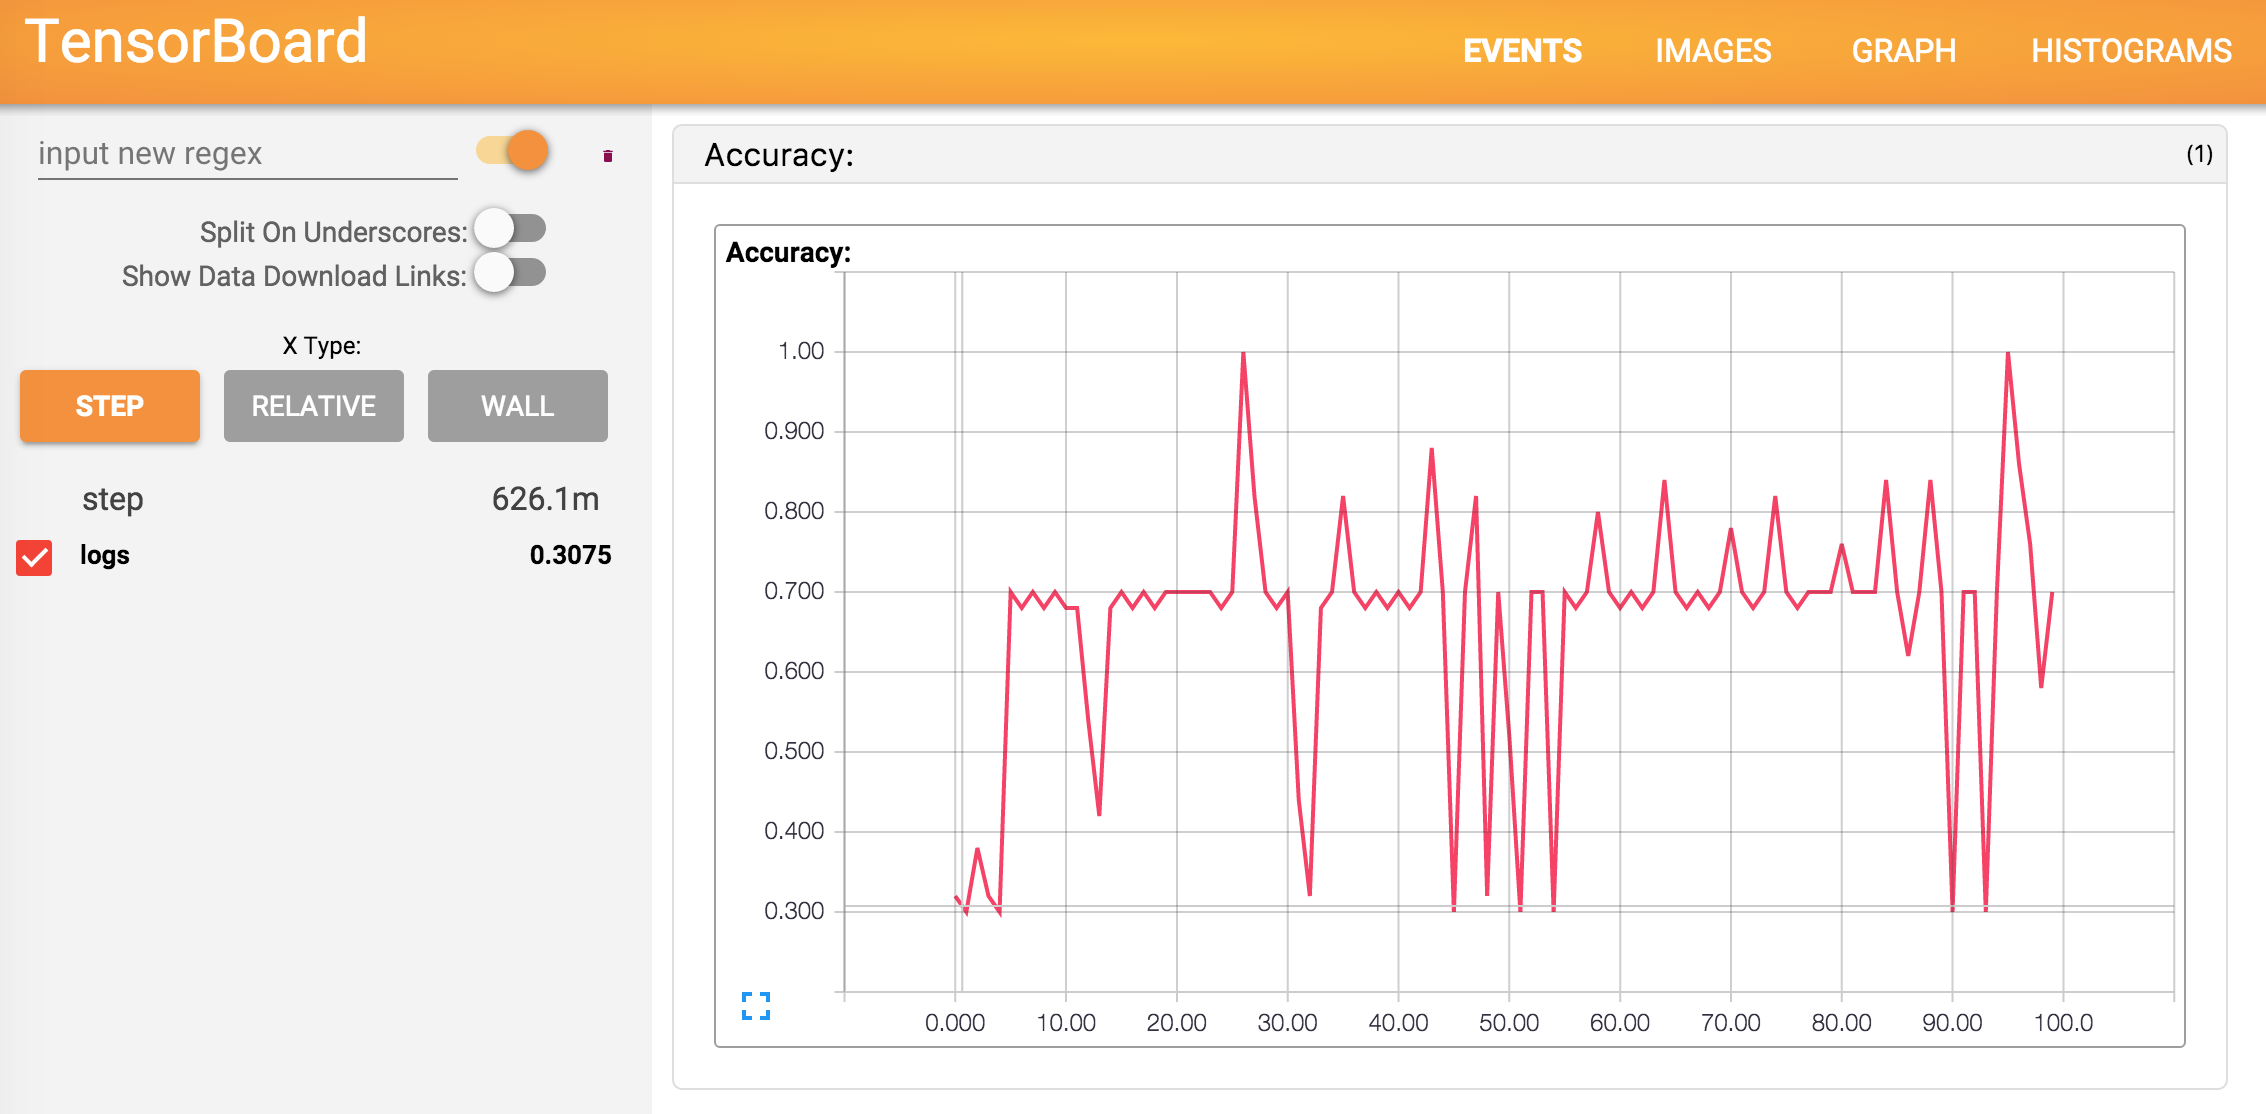 TensorBoard
EVENTS IMAGES GRAPH HISTOGRAMS
input new regex
Split On Underscores:
Show Data Download Links:
X Type:
STEP RELATIVE WALL
step 626.1m
logs 0.3075
Accuracy: (1)
Accuracy:
1.00
0.900
0.800
0.700
0.600
0.500
0.400
0.300
0.000 10.00 20.00 30.00 40.00 50.00 60.00 70.00 80.00 90.00 100.0